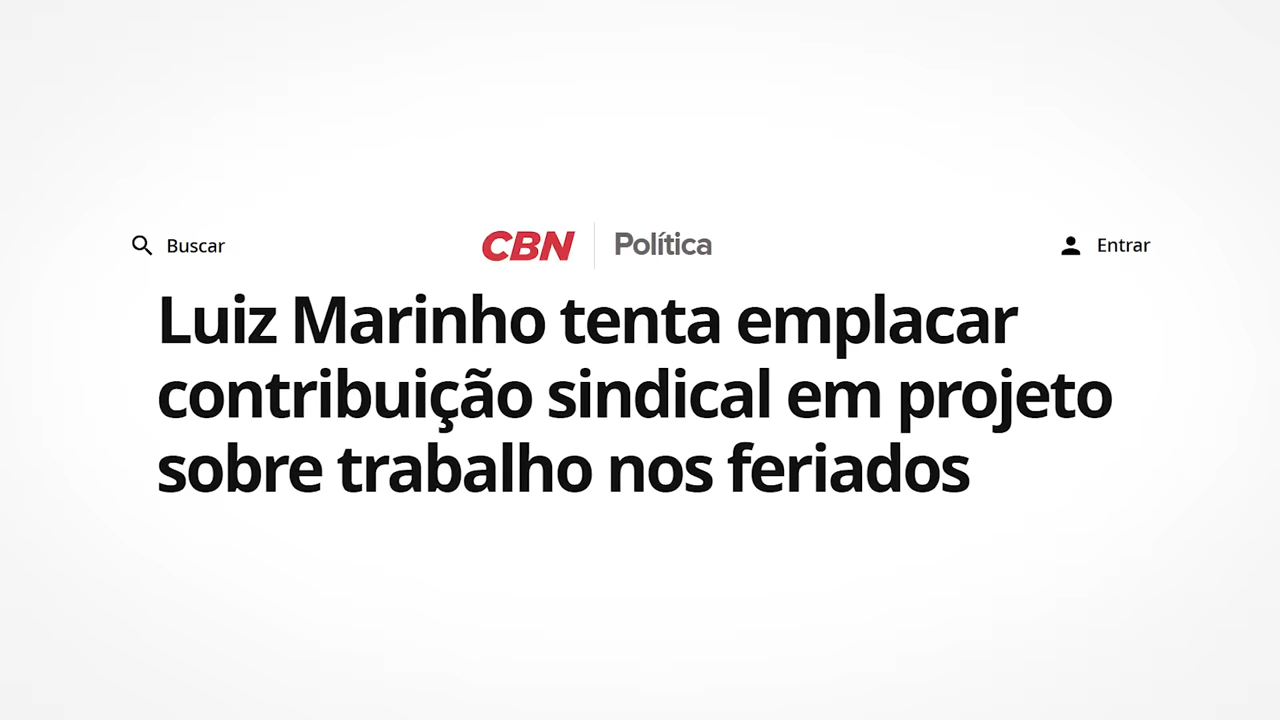 Buscar
CBN
Política
Entrar
Luiz Marinho tenta emplacar
contribuição sindical em projeto
sobre trabalho nos feriados